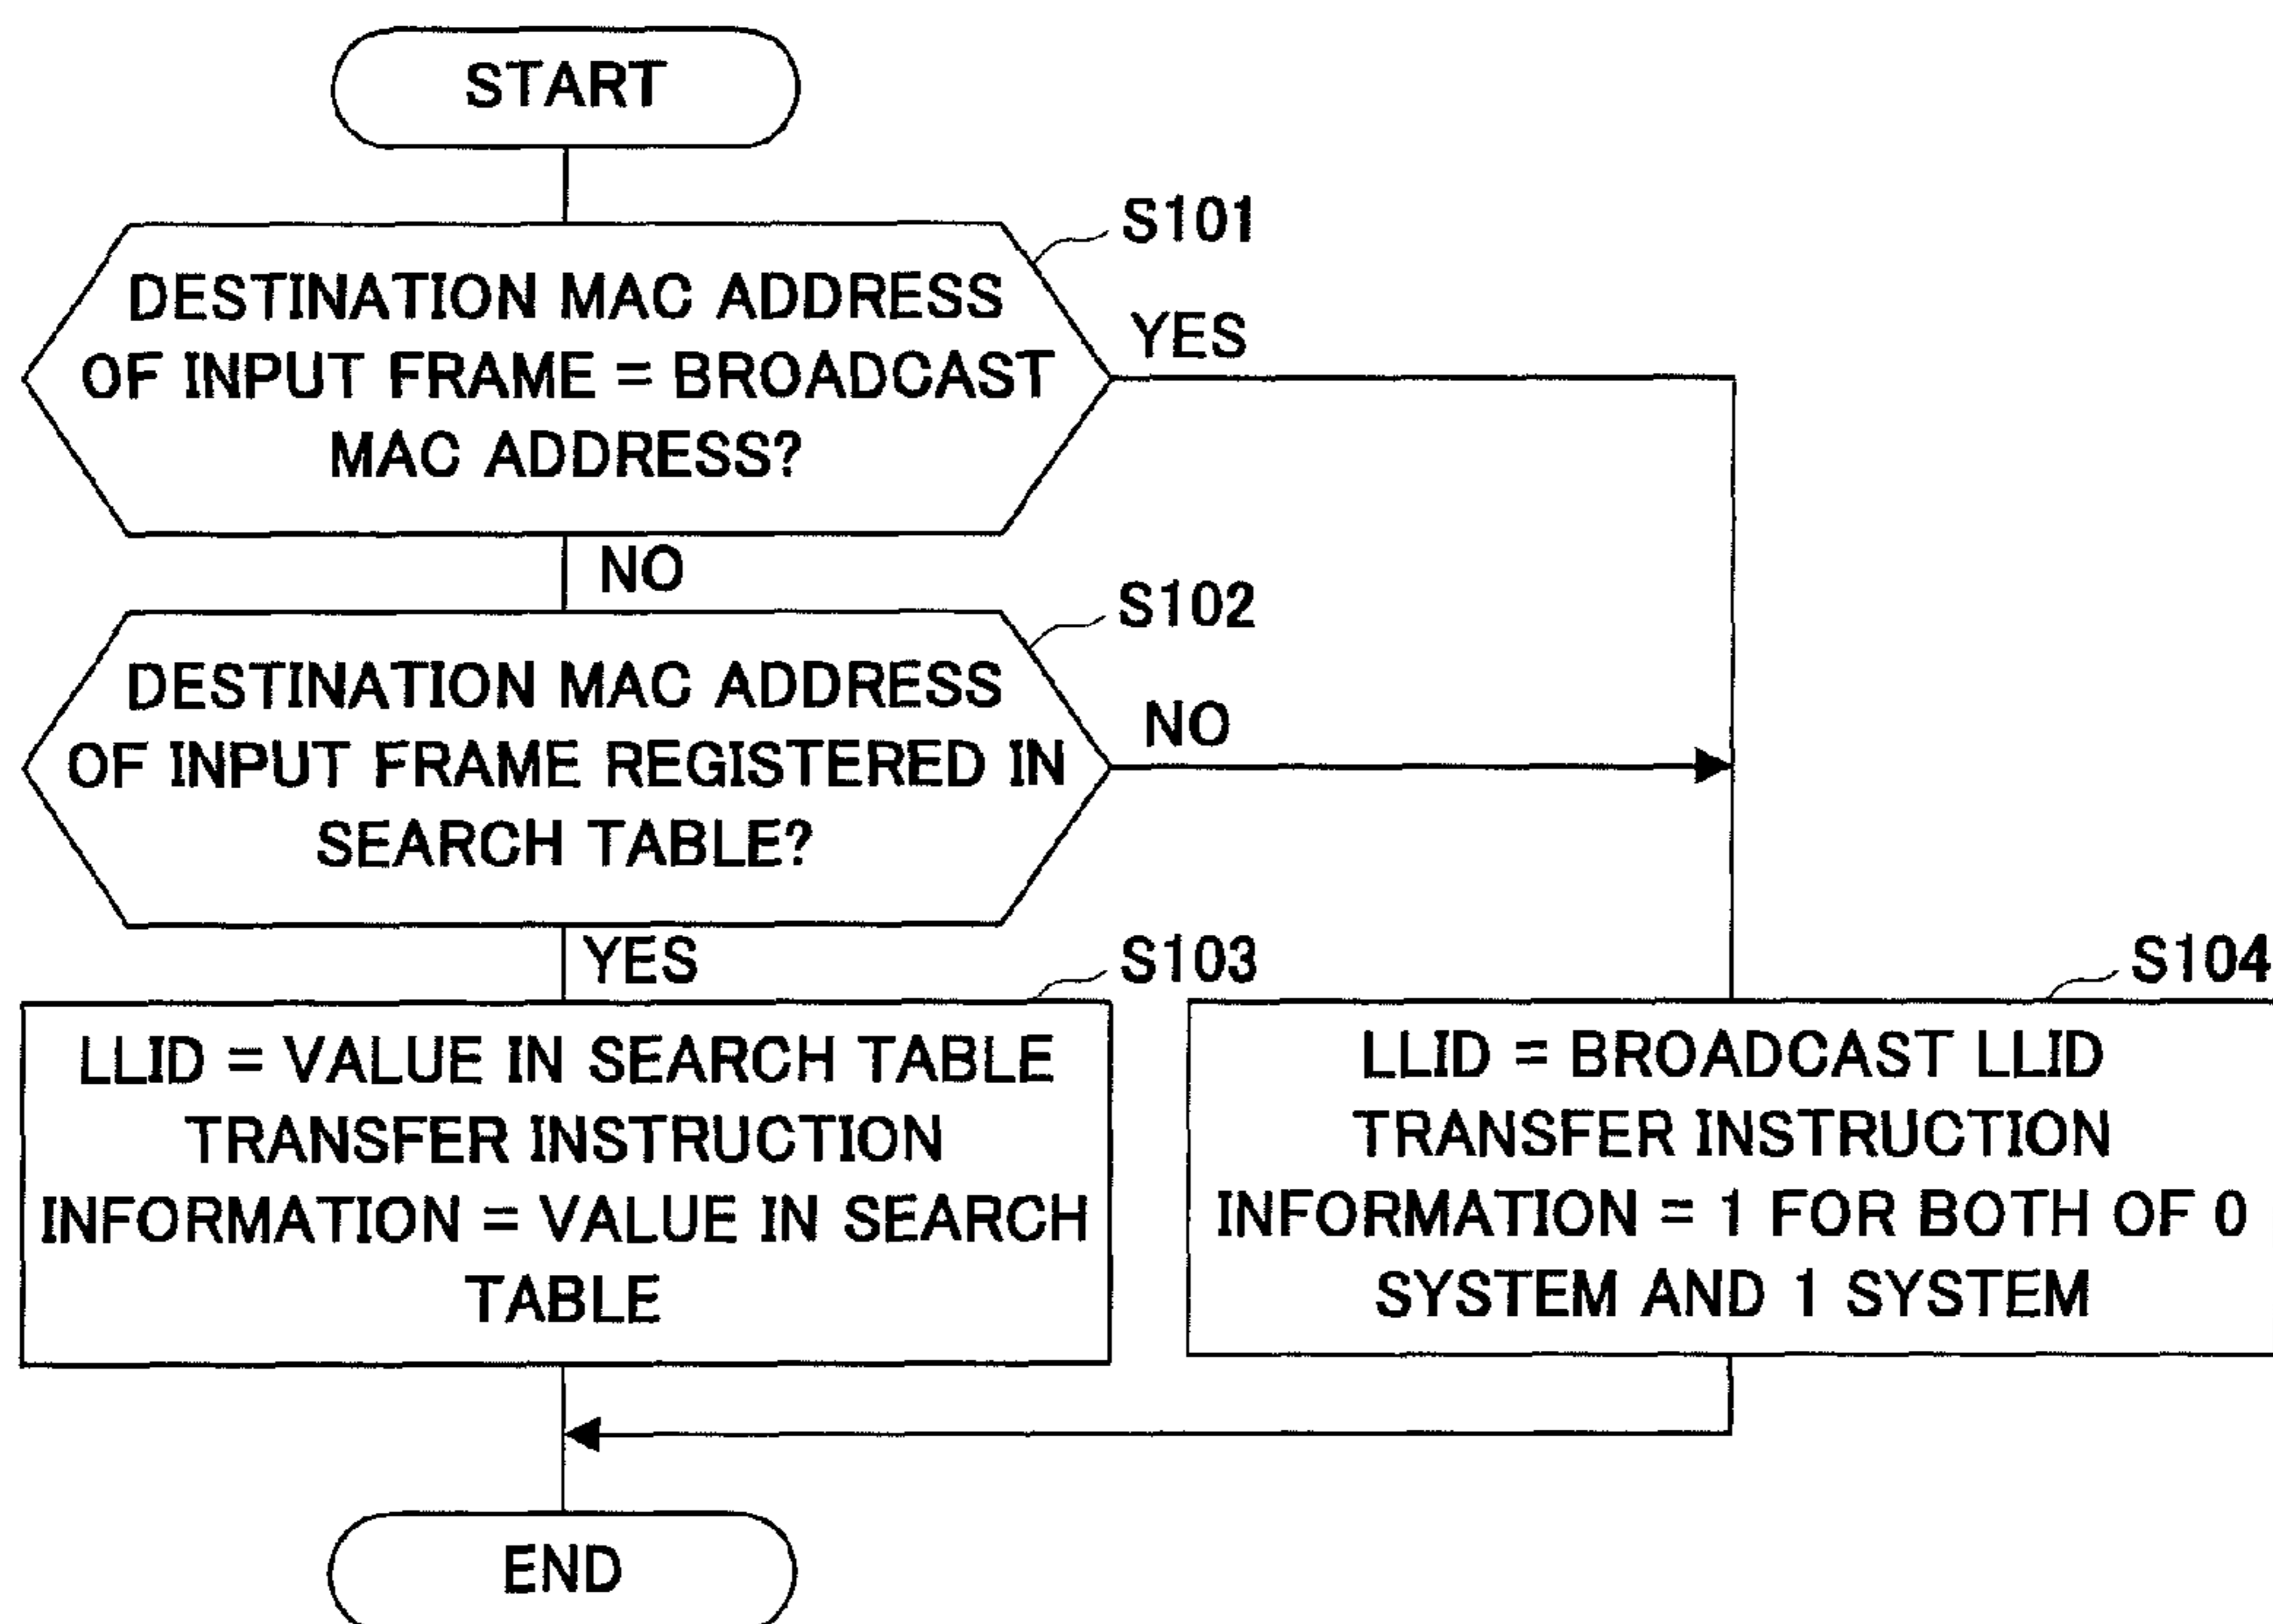 START
S101
DESTINATION MAC ADDRESS
OF INPUT FRAME = BROADCAST
MAC ADDRESS?
YES
NO
S102
DESTINATION MAC ADDRESS
OF INPUT FRAME REGISTERED IN
SEARCH TABLE?
NO
YES
S103
LLID = VALUE IN SEARCH TABLE
TRANSFER INSTRUCTION
INFORMATION = VALUE IN SEARCH
TABLE
S104
LLID = BROADCAST LLID
TRANSFER INSTRUCTION
INFORMATION = 1 FOR BOTH OF 0
SYSTEM AND 1 SYSTEM
END